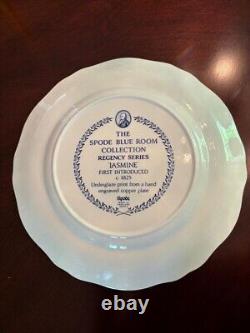 THE
SPODE BLUE ROOM
COLLECTION
REGENCY SERIES
'JASMINE'
FIRST INTRODUCED
c. 1825
Underglaze print from a hand
engraved copper plate
Spode